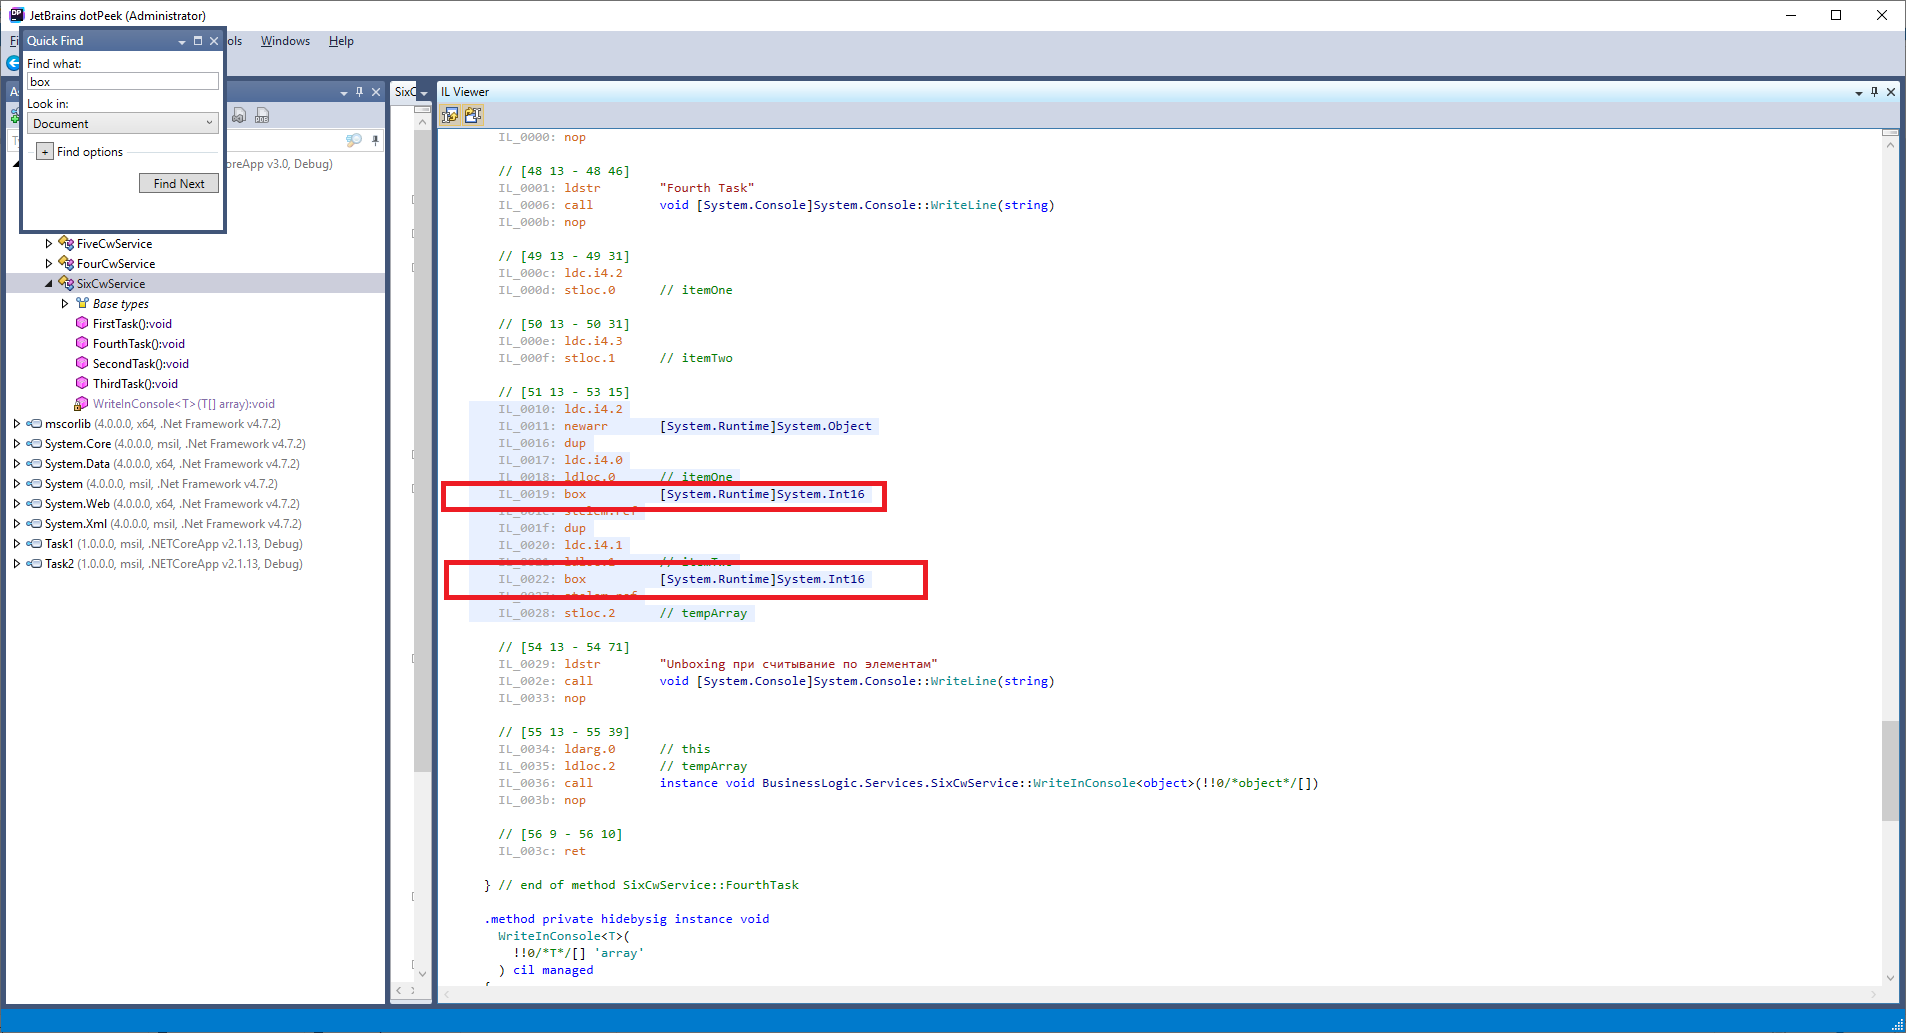 JetBrains dotPeek (Administrator)
Quick Find
Windows
Help
Find what:
box
Look in:
Document
+ Find options
Find Next
oreApp v3.0, Debug)
FiveCwService
FourCwService
SixCwService
Base types
FirstTask():void
FourthTask():void
SecondTask():void
ThirdTask():void
WriteInConsole<T>(T[] array):void
mscorlib (4.0.0.0, x64, .Net Framework v4.7.2)
System.Core (4.0.0.0, msil, .Net Framework v4.7.2)
System.Data (4.0.0.0, x64, .Net Framework v4.7.2)
System (4.0.0.0, msil, .Net Framework v4.7.2)
System.Web (4.0.0.0, x64, .Net Framework v4.7.2)
System.Xml (4.0.0.0, msil, .Net Framework v4.7.2)
Task1 (1.0.0.0, msil, .NETCoreApp v2.1.13, Debug)
Task2 (1.0.0.0, msil, .NETCoreApp v2.1.13, Debug)
SixC
IL Viewer
IL_0000: nop
// [48 13 - 48 46]
IL_0001: ldstr "Fourth Task"
IL_0006: call void [System.Console]System.Console::WriteLine(string)
IL_000b: nop
// [49 13 - 49 31]
IL_000c: ldc.i4.2
IL_000d: stloc.0 // itemOne
// [50 13 - 50 31]
IL_000e: ldc.i4.3
IL_000f: stloc.1 // itemTwo
// [51 13 - 53 15]
IL_0010: ldc.i4.2
IL_0011: newarr [System.Runtime]System.Object
IL_0016: dup
IL_0017: ldc.i4.0
IL_0018: ldloc.0 // itemOne
IL_0019: box [System.Runtime]System.Int16
IL_001e: stelem.ref
IL_001f: dup
IL_0020: ldc.i4.1
IL_0021: ldloc.1 // itemTwo
IL_0022: box [System.Runtime]System.Int16
IL_0027: stelem.ref
IL_0028: stloc.2 // tempArray
// [54 13 - 54 71]
IL_0029: ldstr "Unboxing при считывание по элементам"
IL_002e: call void [System.Console]System.Console::WriteLine(string)
IL_0033: nop
// [55 13 - 55 39]
IL_0034: ldarg.0 // this
IL_0035: ldloc.2 // tempArray
IL_0036: call instance void BusinessLogic.Services.SixCwService::WriteInConsole<object>(!!0/*object*/[])
IL_003b: nop
// [56 9 - 56 10]
IL_003c: ret
} // end of method SixCwService::FourthTask
.method private hidebysig instance void
WriteInConsole<T>(
!!0/*T*/[] 'array'
) cil managed
{